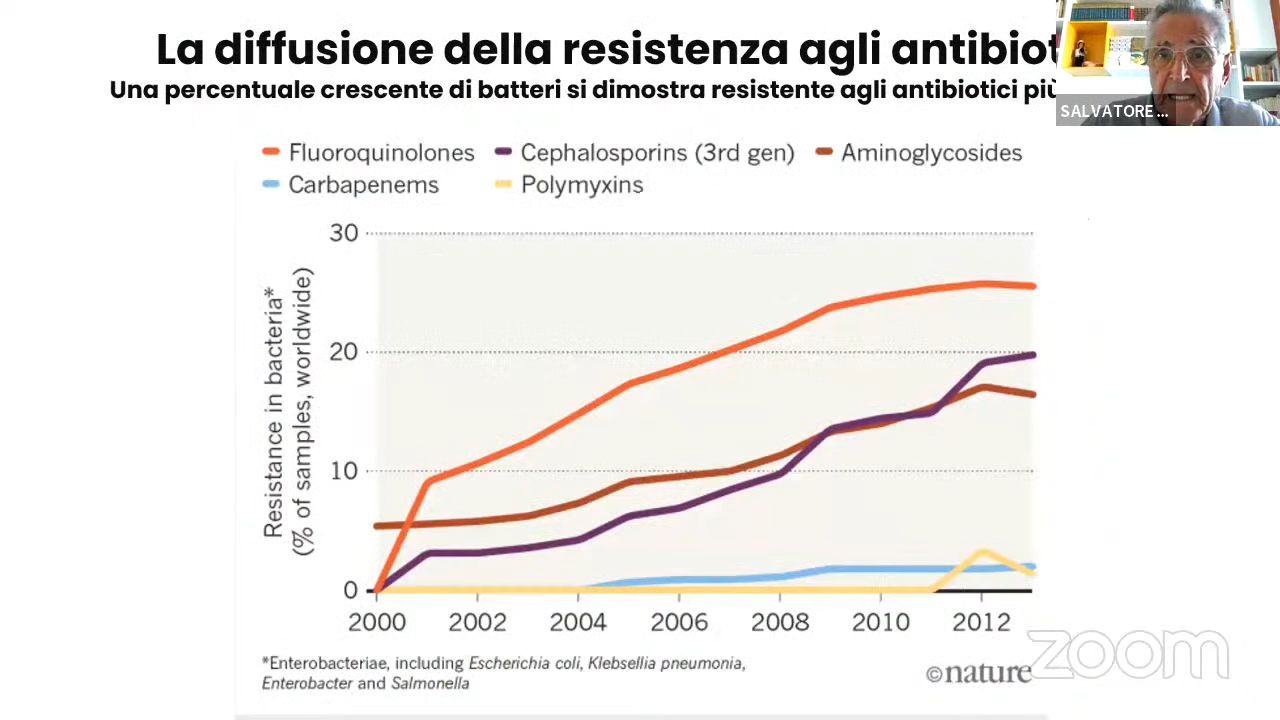 La diffusione della resistenza agli antibiot
Una percentuale crescente di batteri si dimostra resistente agli antibiotici più
SALVATORE ...
Fluoroquinolones Cephalosporins (3rd gen) Aminoglycosides
Carbapenems Polymyxins
Resistance in bacteria*
(% of samples, worldwide)
30
20
10
0
2000 2002 2004 2006 2008 2010 2012
*Enterobacteriae, including Escherichia coli, Klebsellia pneumonia,
Enterobacter and Salmonella
©nature
zoom